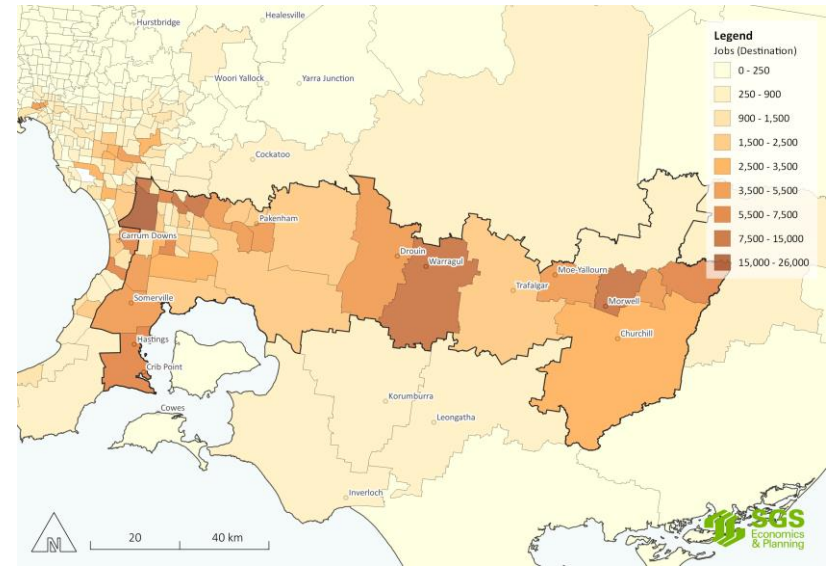 Hurstbridge
Healesville
Woori Yallock
Yarra Junction
Cockatoo
Pakenham
Carrum Downs
Drouin
Warragul
Somerville
Trafalgar
Moe-Yallourn
Morwell
Hastings
Churchill
Crib Point
Cowes
Korumburra
Leongatha
Inverloch
Legend
Jobs (Destination)
0 - 250
250 - 900
900 - 1,500
1,500 - 2,500
2,500 - 3,500
3,500 - 5,500
5,500 - 7,500
7,500 - 15,000
15,000 - 26,000
N
20
40 km
SGS
Economics
& Planning